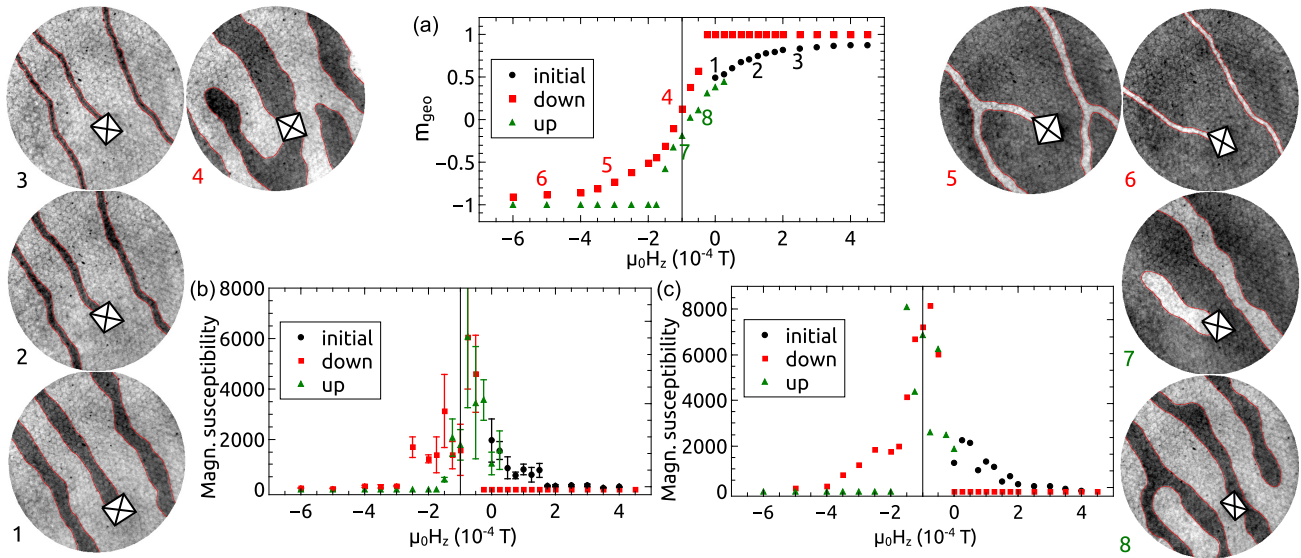 (a)
m_geo
1
0.5
0
−0.5
−1
initial
down
up
1
2
3
4
5
6
7
8
−6
−4
−2
0
2
4
μ₀H_z (10⁻⁴ T)
3
4
5
6
2
7
1
8
(b)
Magn. susceptibility
8000
6000
4000
2000
0
initial
down
up
−6
−4
−2
0
2
4
μ₀H_z (10⁻⁴ T)
(c)
Magn. susceptibility
8000
6000
4000
2000
0
initial
down
up
−6
−4
−2
0
2
4
μ₀H_z (10⁻⁴ T)